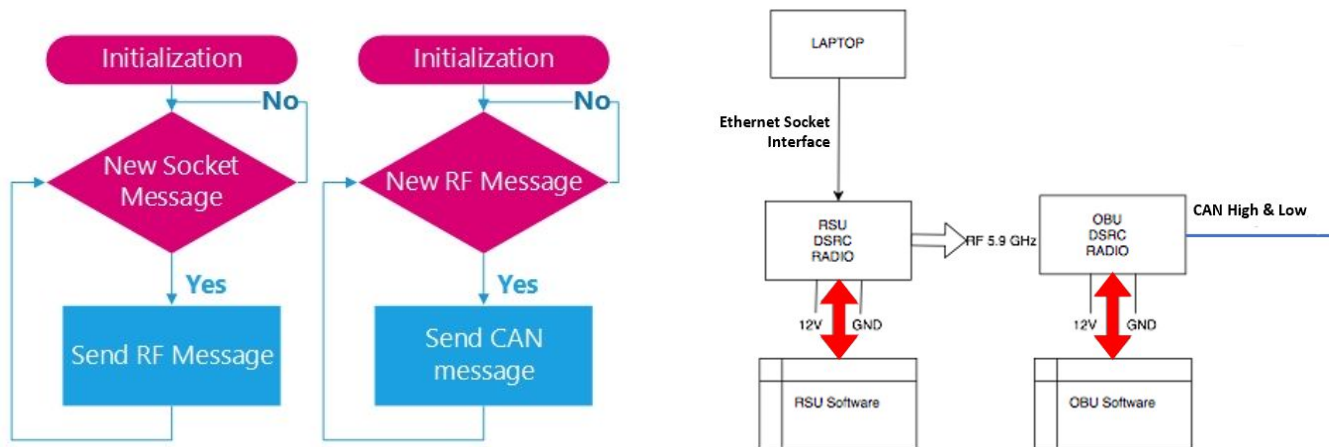 Initialization
No
New Socket
Message
Yes
Send RF Message
Initialization
No
New RF Message
Yes
Send CAN
message
LAPTOP
Ethernet Socket
Interface
RSU
DSRC
RADIO
RF 5.9 GHz
OBU
DSRC
RADIO
CAN High & Low
12V
GND
12V
GND
RSU Software
OBU Software